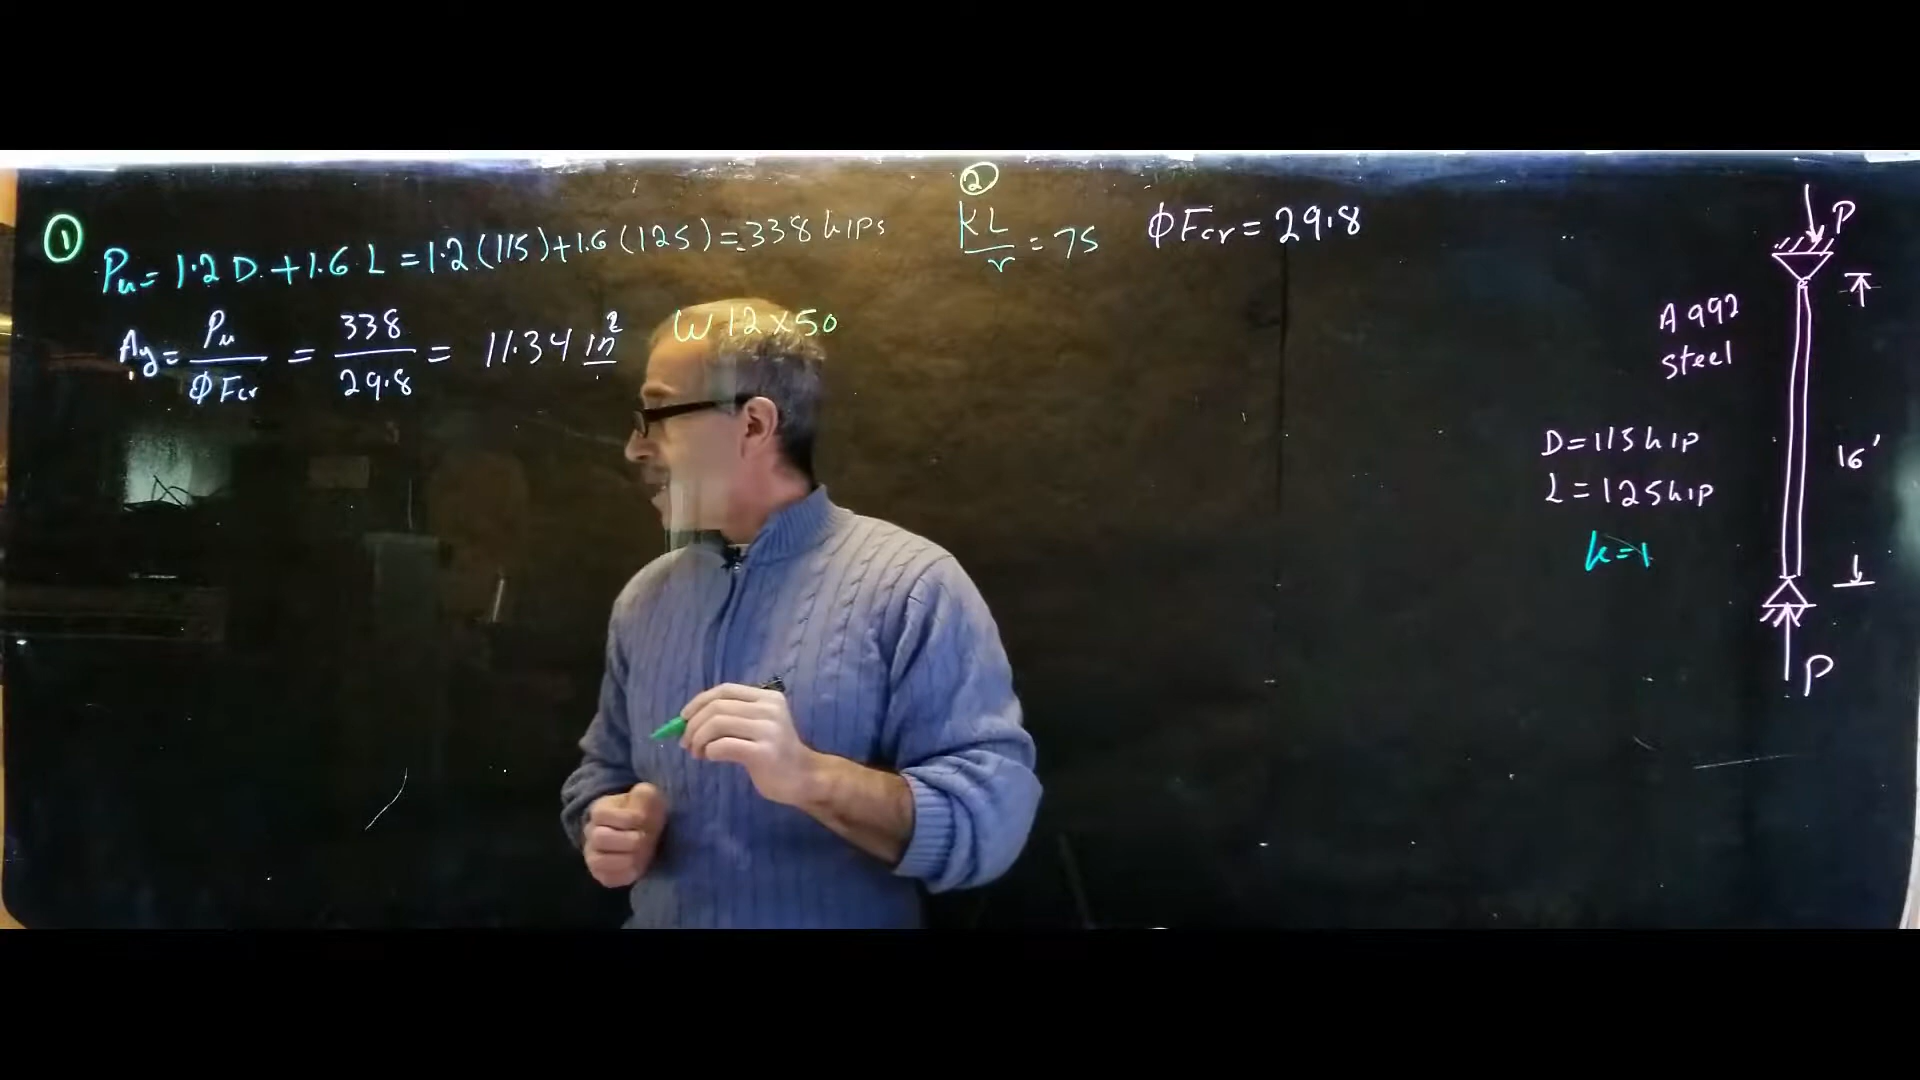 ①
Pu = 1.2 D + 1.6 L = 1.2 (115) + 1.6 (125) = 338 kips
Ag = Pu / ΦFcr = 338 / 29.8 = 11.34 in² W 12 x 50
②
KL / r = 75 ΦFcr = 29.8
P
A 992
steel
D = 115 kip
L = 125 kip
16'
k = 1
P